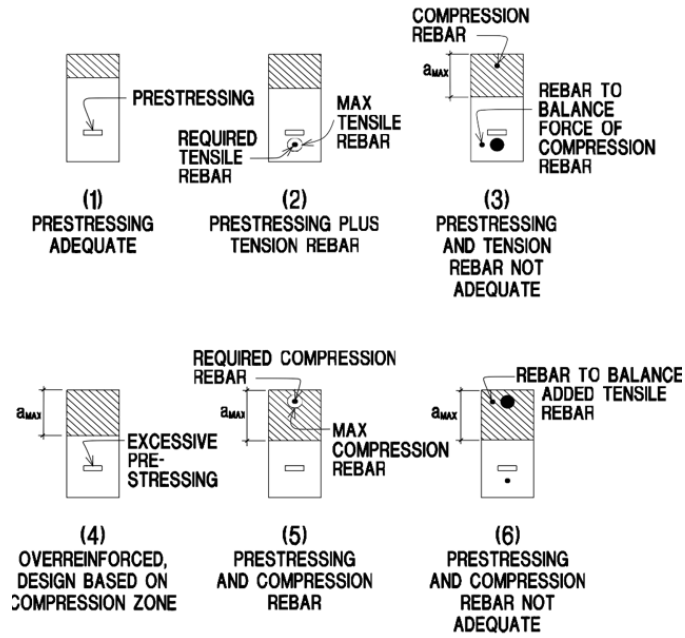 PRESTRESSING
(1)
PRESTRESSING
ADEQUATE
MAX
TENSILE
REBAR
REQUIRED
TENSILE
REBAR
(2)
PRESTRESSING PLUS
TENSION REBAR
COMPRESSION
REBAR
aMAX
REBAR TO
BALANCE
FORCE OF
COMPRESSION
REBAR
(3)
PRESTRESSING
AND TENSION
REBAR NOT
ADEQUATE
aMAX
EXCESSIVE
PRE-
STRESSING
(4)
OVERREINFORCED,
DESIGN BASED ON
COMPRESSION ZONE
REQUIRED COMPRESSION
REBAR
aMAX
MAX
COMPRESSION
REBAR
(5)
PRESTRESSING
AND COMPRESSION
REBAR
REBAR TO BALANCE
ADDED TENSILE
REBAR
aMAX
(6)
PRESTRESSING
AND COMPRESSION
REBAR NOT
ADEQUATE